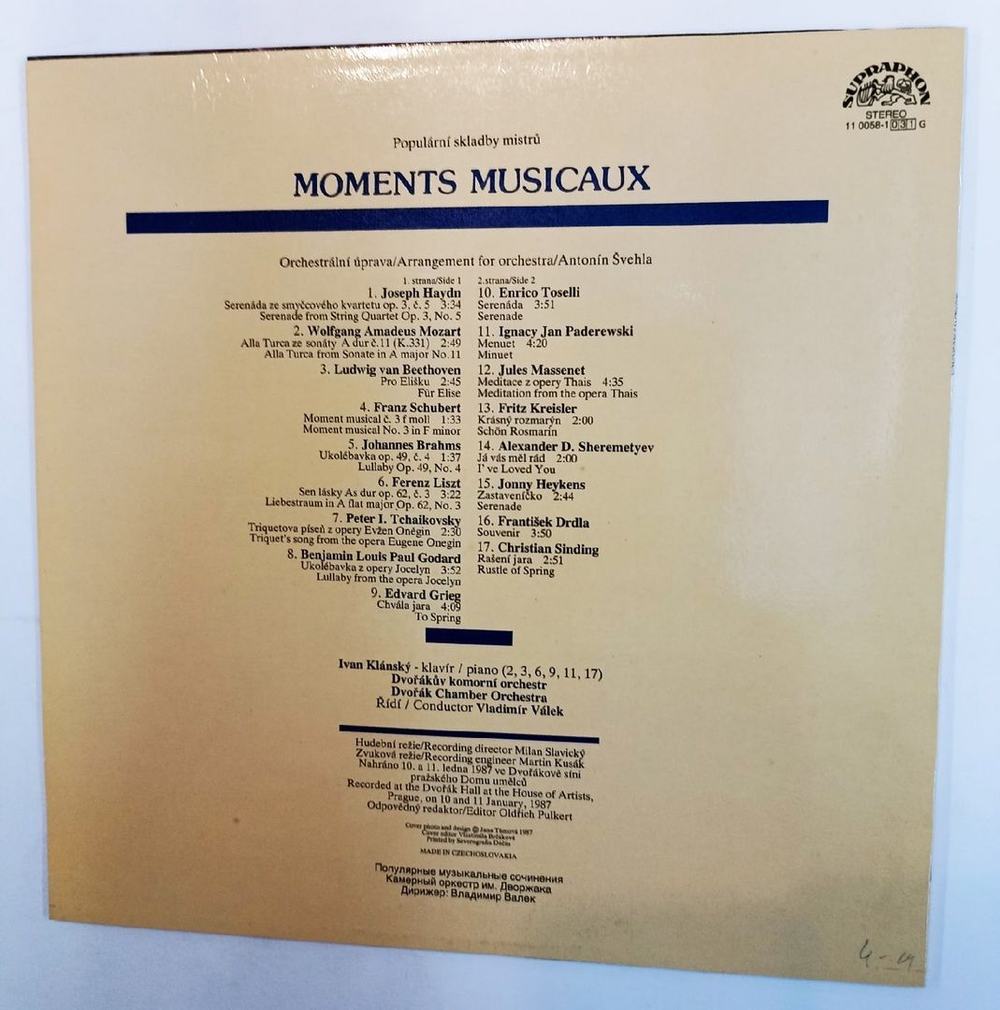 SUPRAPHON
STEREO
11 0058-1 031 G
Populární skladby mistrů
MOMENTS MUSICAUX
Orchestrální úprava/Arrangement for orchestra/Antonín Švehla
1. strana/Side 1
1. Joseph Haydn
Serenáda ze smyčcového kvartetu op. 3, č. 5 3:34
Serenade from String Quartet Op. 3, No. 5
2. Wolfgang Amadeus Mozart
Alla Turca ze sonáty A dur č.11 (K.331) 2:49
Alla Turca from Sonate in A major No.11
3. Ludwig van Beethoven
Pro Elišku 2:45
Für Elise
4. Franz Schubert
Moment musical č. 3 f moll 1:33
Moment musical No. 3 in F minor
5. Johannes Brahms
Ukolébavka op. 49, č. 4 1:37
Lullaby Op. 49, No. 4
6. Ferenz Liszt
Sen lásky As dur op. 62, č. 3 3:22
Liebestraum in A flat major Op. 62, No. 3
7. Peter I. Tchaikovsky
Triquetova píseň z opery Evžen Oněgin 2:30
Triquet's song from the opera Eugene Onegin
8. Benjamin Louis Paul Godard
Ukolébavka z opery Jocelyn 3:52
Lullaby from the opera Jocelyn
9. Edvard Grieg
Chvála jara 4:09
To Spring
2.strana/Side 2
10. Enrico Toselli
Serenáda 3:51
Serenade
11. Ignacy Jan Paderewski
Menuet 4:20
Minuet
12. Jules Massenet
Meditace z opery Thais 4:35
Meditation from the opera Thais
13. Fritz Kreisler
Krásný rozmarýn 2:00
Schön Rosmarin
14. Alexander D. Sheremetyev
Já vás měl rád 2:00
I' ve Loved You
15. Jonny Heykens
Zastaveníčko 2:44
Serenade
16. František Drdla
Souvenir 3:50
17. Christian Sinding
Rašení jara 2:51
Rustle of Spring
Ivan Klánský - klavír / piano (2, 3, 6, 9, 11, 17)
Dvořákův komorní orchestr
Dvořák Chamber Orchestra
Řídí / Conductor Vladimír Válek
Hudební režie/Recording director Milan Slavický
Zvuková režie/Recording engineer Martin Kusák
Nahráno 10. a 11. ledna 1987 ve Dvořákově síni
pražského Domu umělců
Recorded at the Dvořák Hall at the House of Artists,
Prague, on 10 and 11 January, 1987
Odpovědný redaktor/Editor Oldřich Pulkert
Cover photo and design © Jana Tůmová 1987
Cover editor Vlastimila
Printed by Severografia Děčín
MADE IN CZECHOSLOVAKIA
Популярные музыкальные сочинения
Камерный оркестр им. Дворжака
Дирижер: Владимир Валек